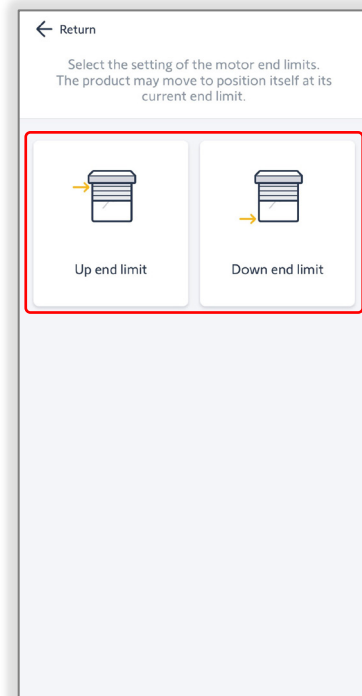 Return
Select the setting of the motor end limits.
The product may move to position itself at its
current end limit.
Up end limit
Down end limit